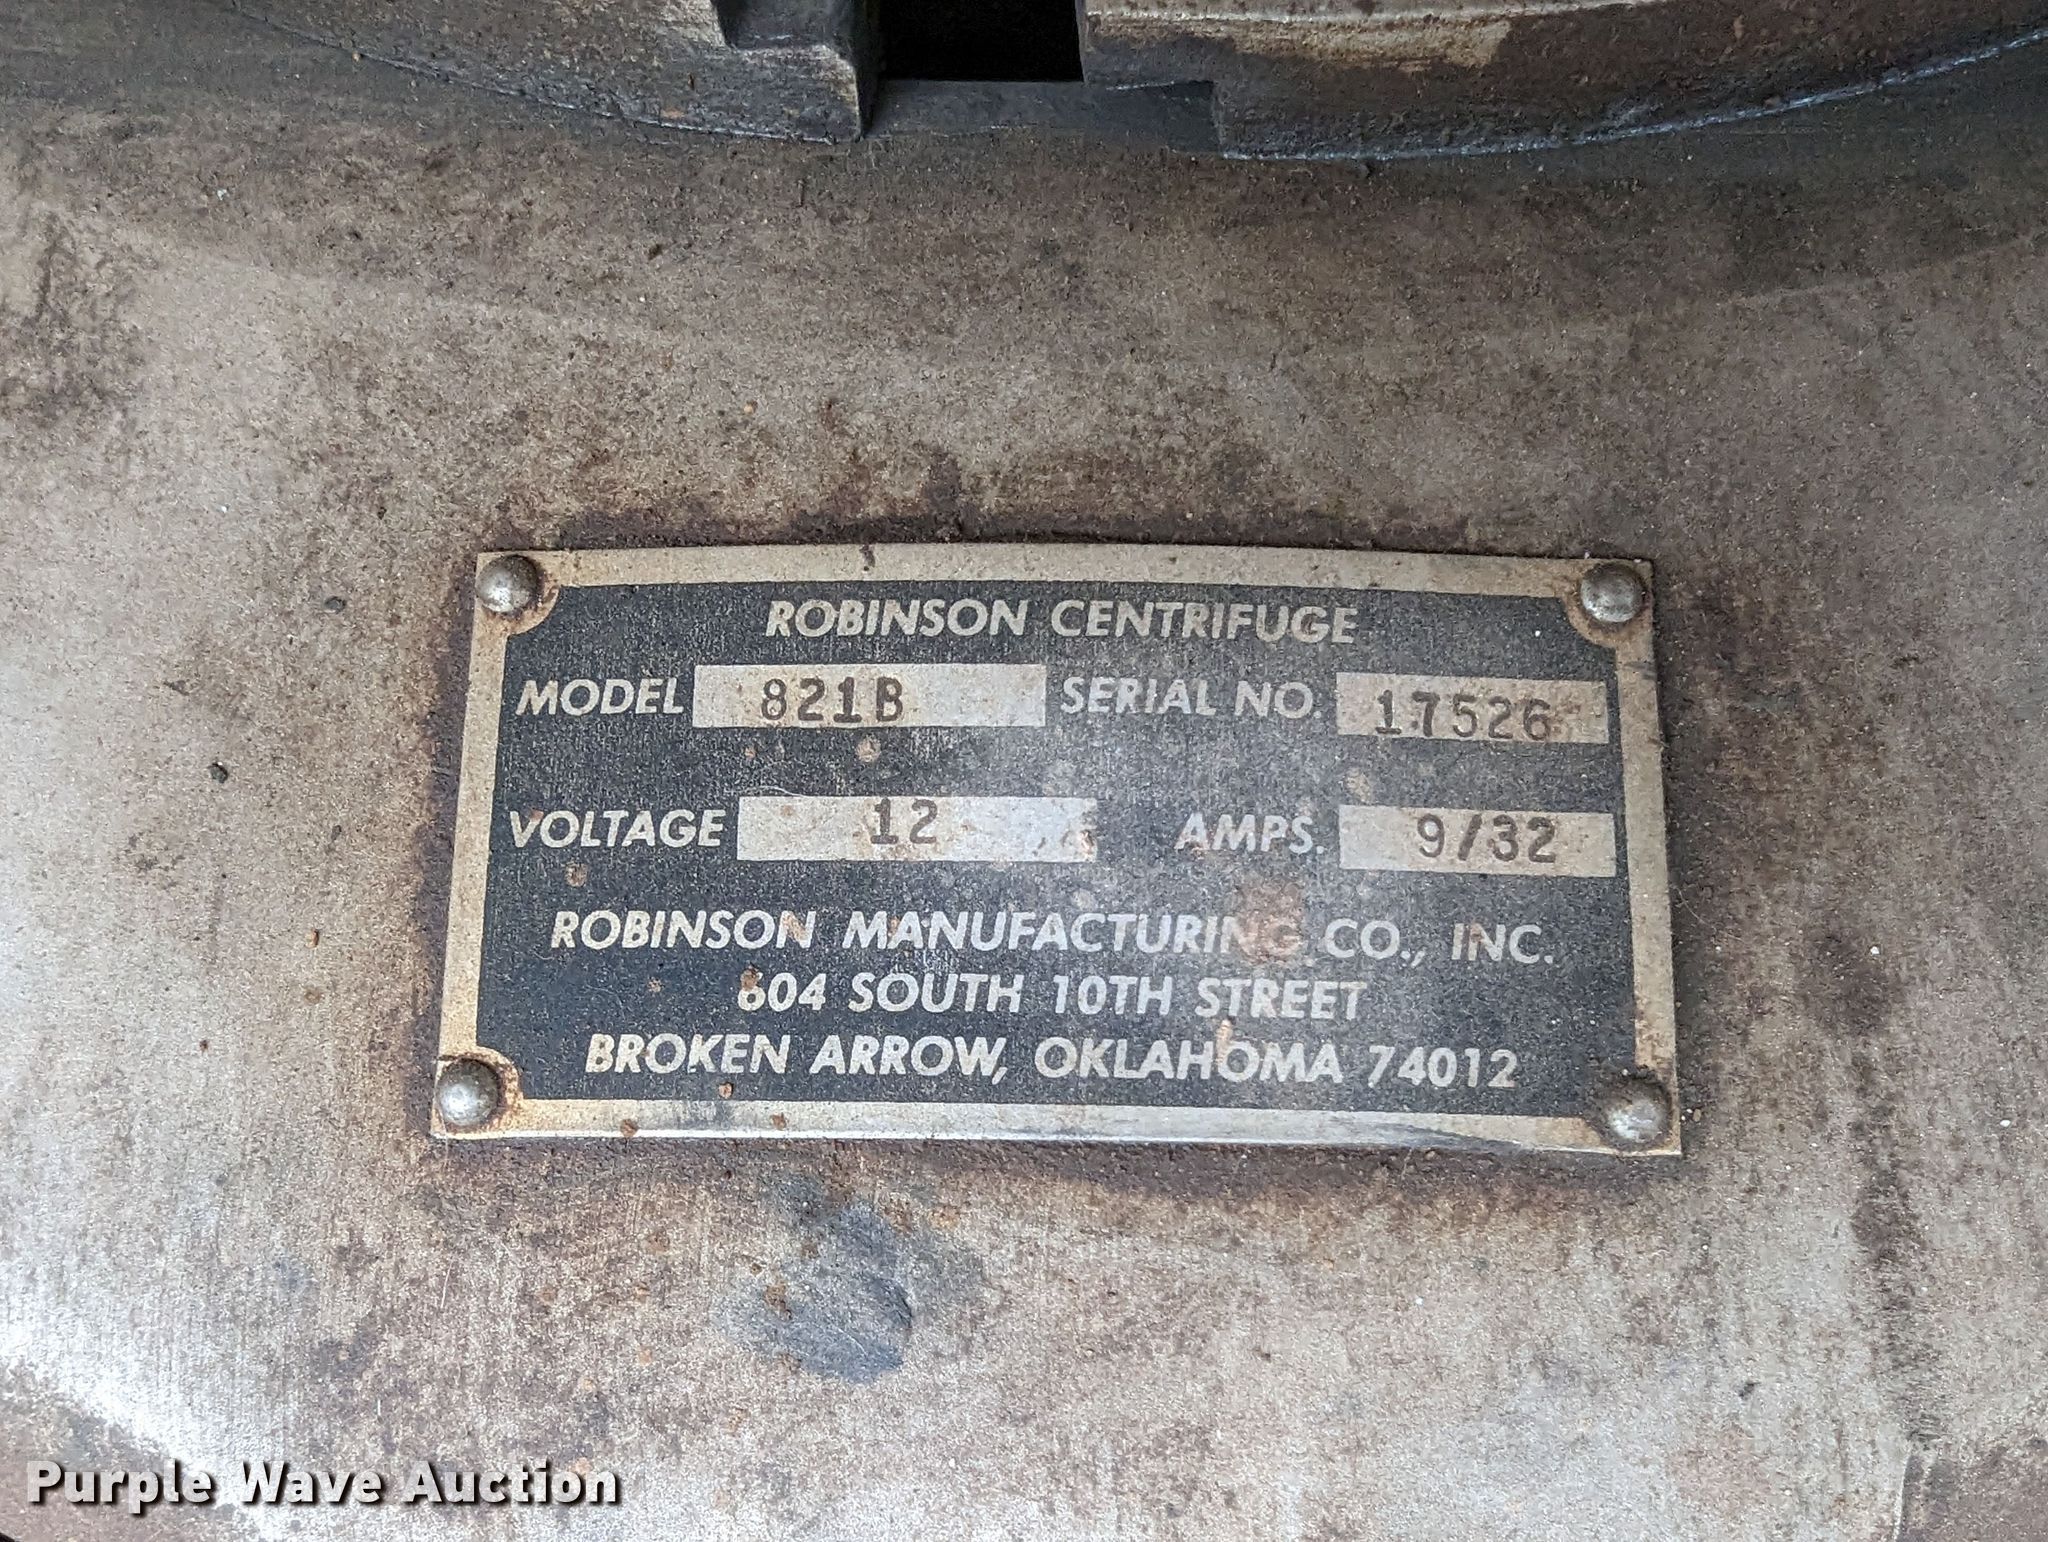 ROBINSON CENTRIFUGE
MODEL 821B SERIAL NO. 17526
VOLTAGE 12 AMPS. 9/32
ROBINSON MANUFACTURING CO., INC.
604 SOUTH 10TH STREET
BROKEN ARROW, OKLAHOMA 74012
Purple Wave Auction